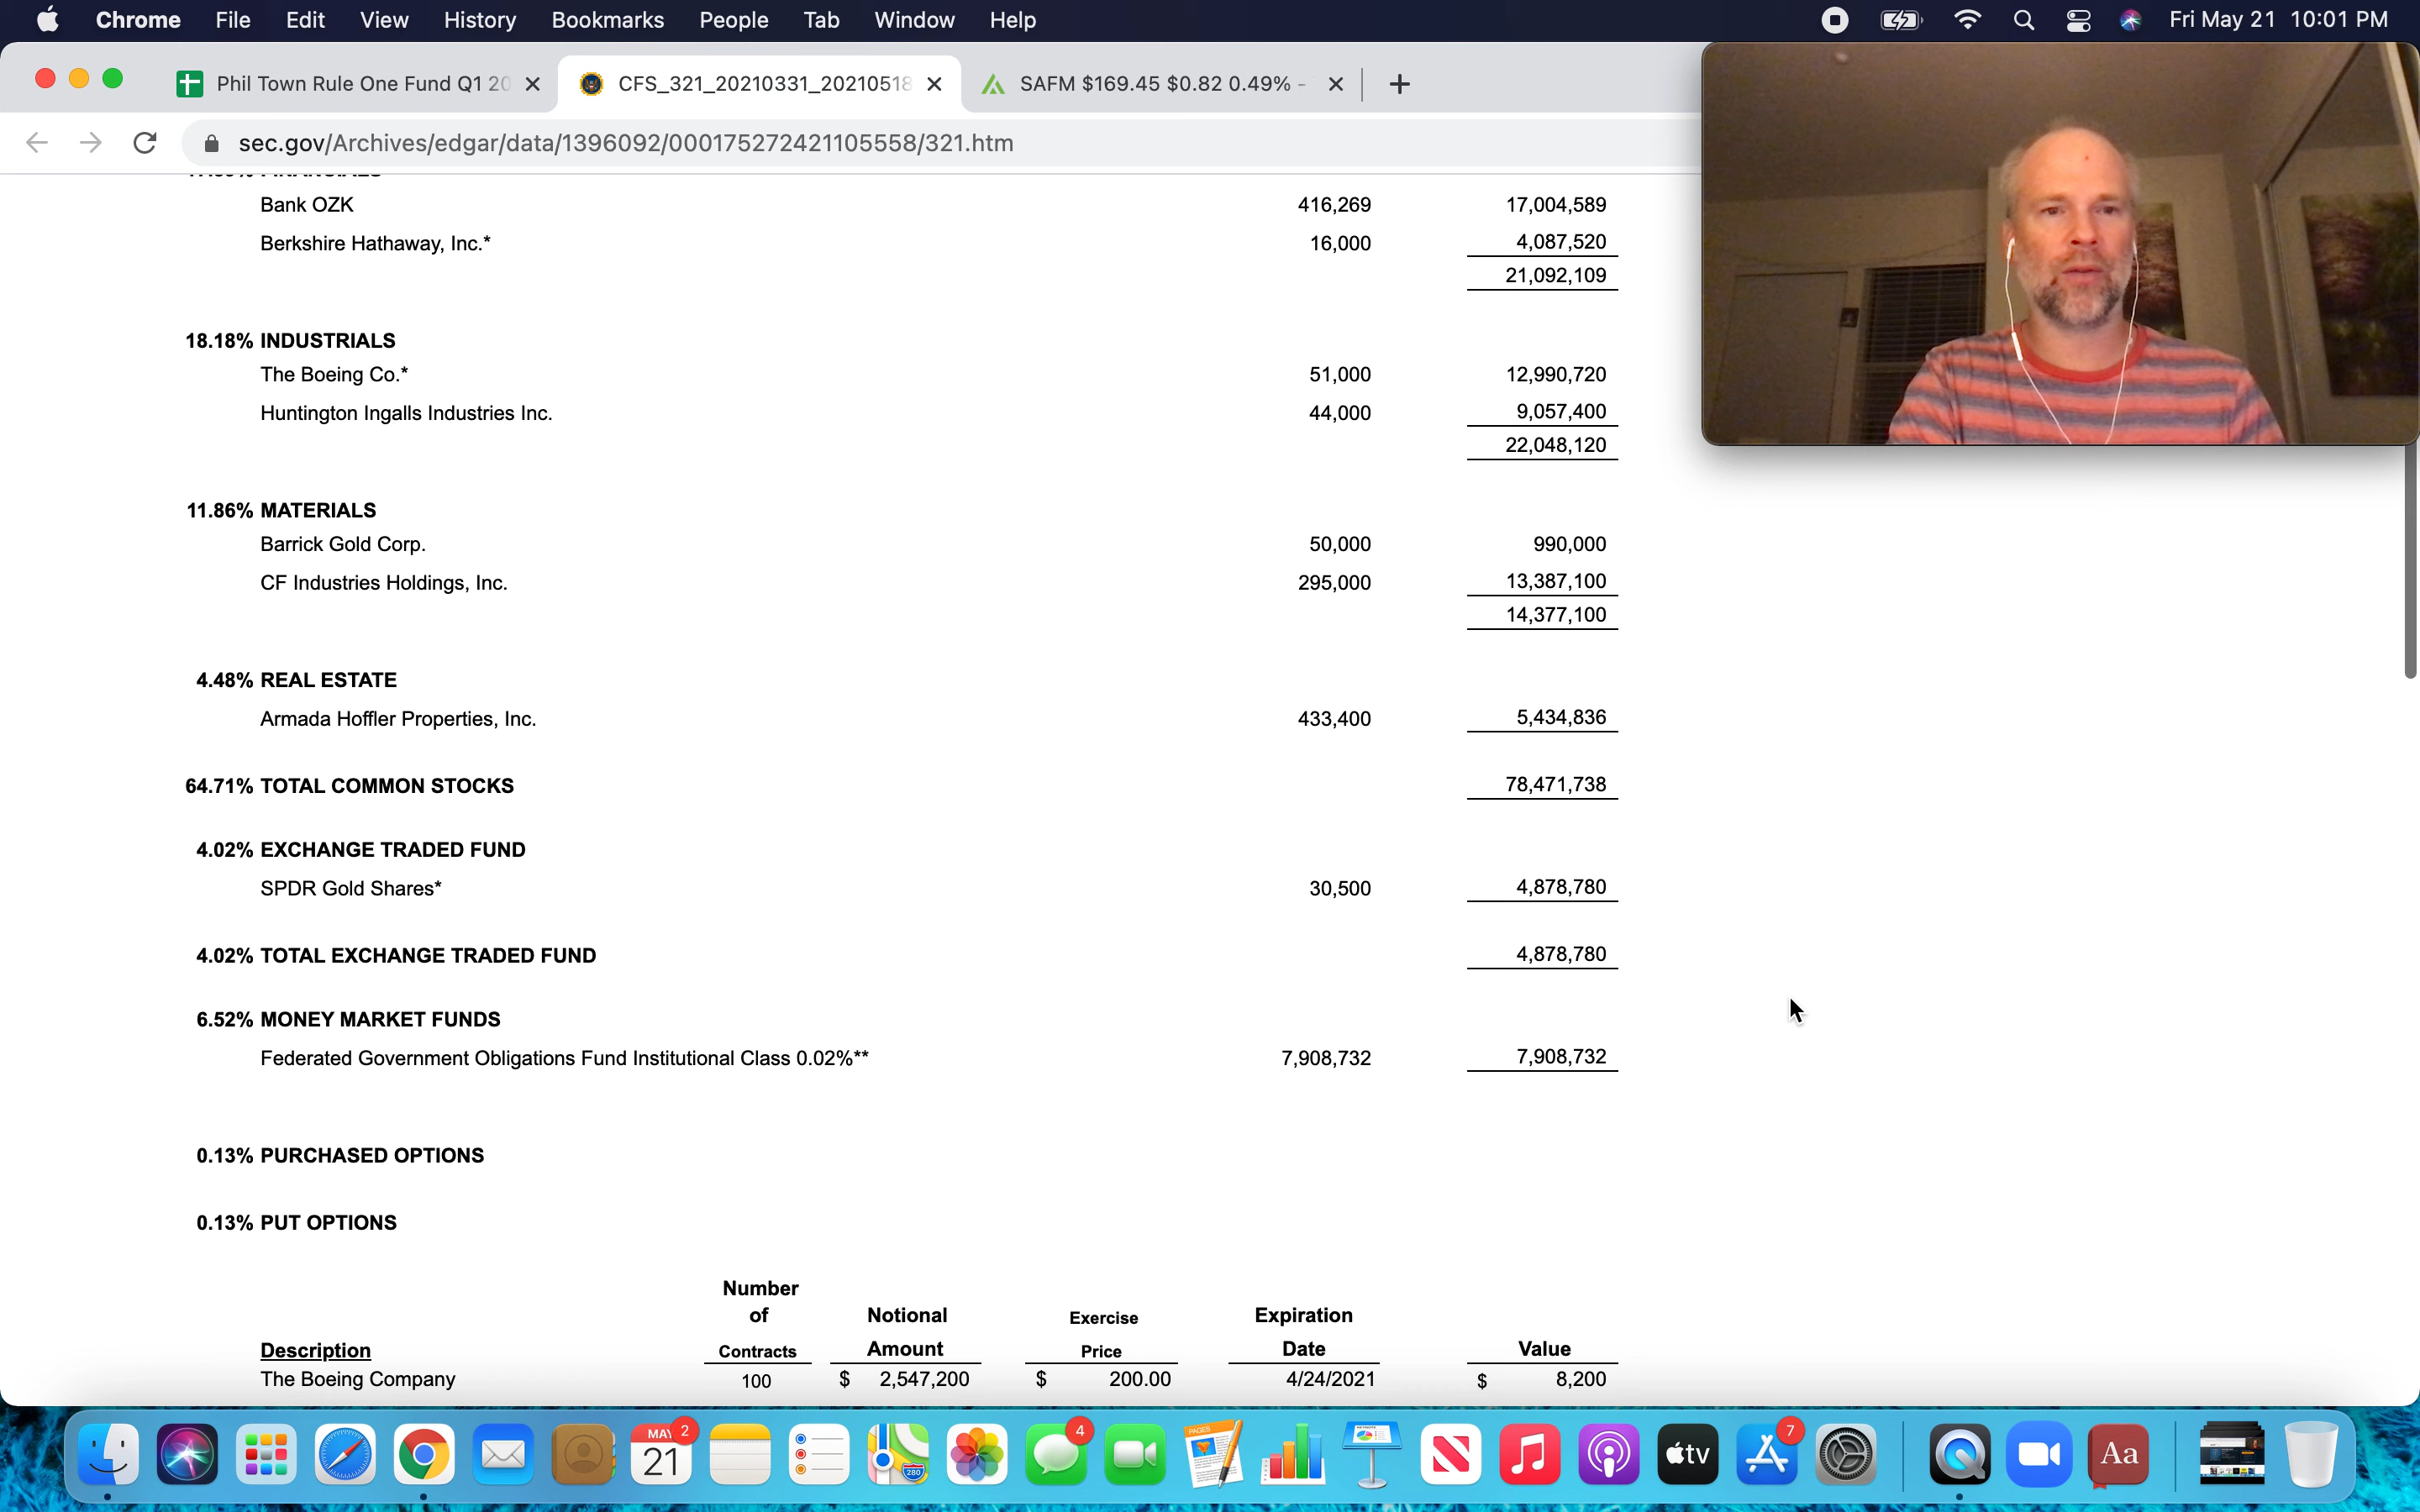 Chrome File Edit View History Bookmarks People Tab Window Help Fri May 21 10:01 PM
Phil Town Rule One Fund Q1 20 CFS_321_20210331_20210518 SAFM $169.45 $0.82 0.49% -
sec.gov/Archives/edgar/data/1396092/000175272421105558/321.htm
Bank OZK 416,269 17,004,589
Berkshire Hathaway, Inc.* 16,000 4,087,520
21,092,109
18.18% INDUSTRIALS
The Boeing Co.* 51,000 12,990,720
Huntington Ingalls Industries Inc. 44,000 9,057,400
22,048,120
11.86% MATERIALS
Barrick Gold Corp. 50,000 990,000
CF Industries Holdings, Inc. 295,000 13,387,100
14,377,100
4.48% REAL ESTATE
Armada Hoffler Properties, Inc. 433,400 5,434,836
64.71% TOTAL COMMON STOCKS 78,471,738
4.02% EXCHANGE TRADED FUND
SPDR Gold Shares* 30,500 4,878,780
4.02% TOTAL EXCHANGE TRADED FUND 4,878,780
6.52% MONEY MARKET FUNDS
Federated Government Obligations Fund Institutional Class 0.02%** 7,908,732 7,908,732
0.13% PURCHASED OPTIONS
0.13% PUT OPTIONS
Number
of Notional Exercise Expiration
Description Contracts Amount Price Date Value
The Boeing Company 100 $ 2,547,200 $ 200.00 4/24/2021 $ 8,200
MAY 2 4 PAGES 7
21 280 tv Aa